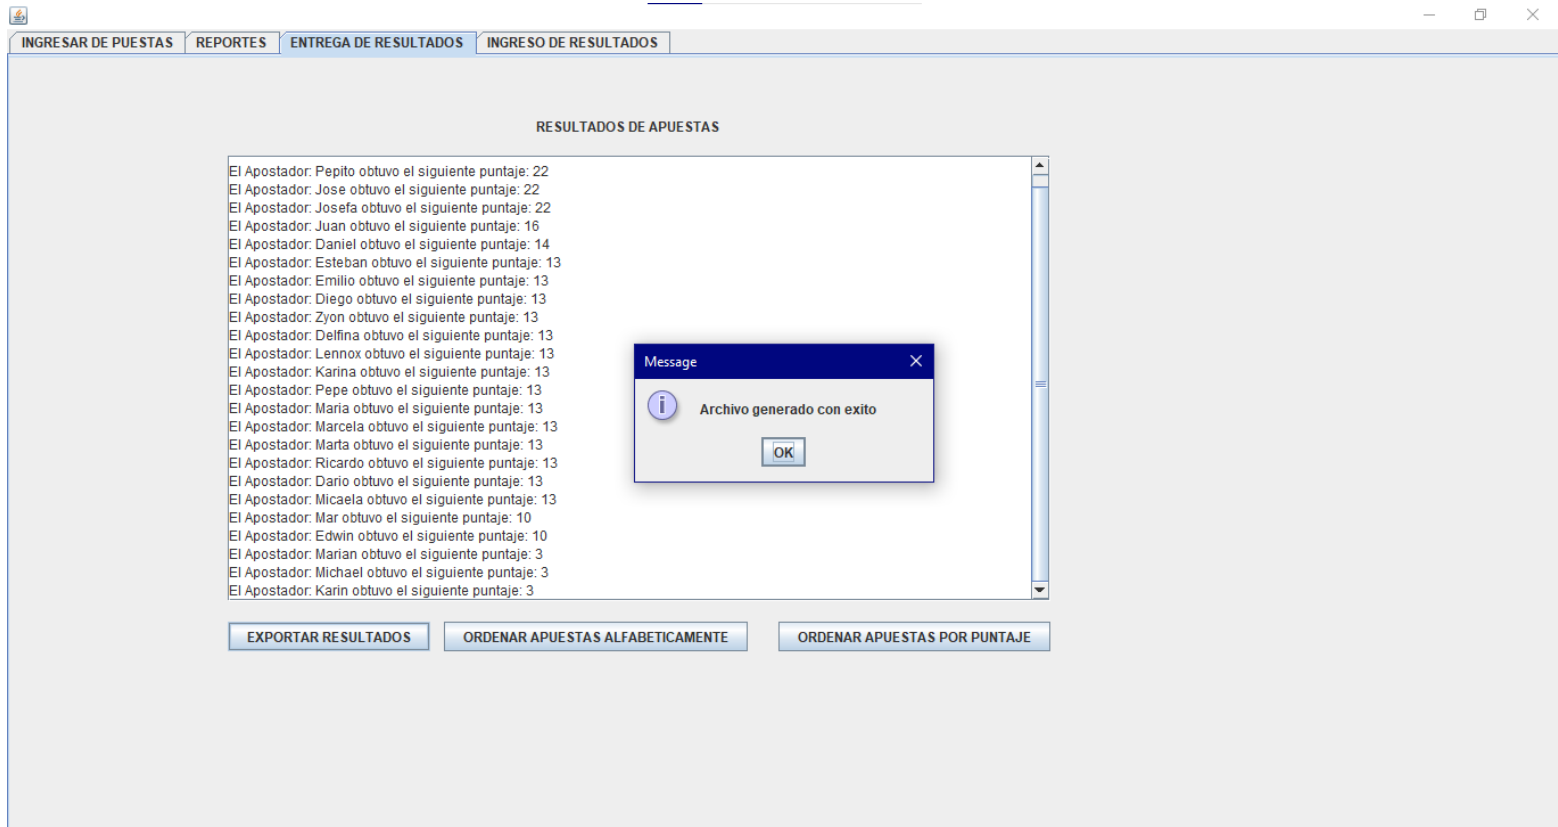 INGRESAR DE PUESTAS REPORTES ENTREGA DE RESULTADOS INGRESO DE RESULTADOS
RESULTADOS DE APUESTAS
El Apostador: Pepito obtuvo el siguiente puntaje: 22
El Apostador: Jose obtuvo el siguiente puntaje: 22
El Apostador: Josefa obtuvo el siguiente puntaje: 22
El Apostador: Juan obtuvo el siguiente puntaje: 16
El Apostador: Daniel obtuvo el siguiente puntaje: 14
El Apostador: Esteban obtuvo el siguiente puntaje: 13
El Apostador: Emilio obtuvo el siguiente puntaje: 13
El Apostador: Diego obtuvo el siguiente puntaje: 13
El Apostador: Zyon obtuvo el siguiente puntaje: 13
El Apostador: Delfina obtuvo el siguiente puntaje: 13
El Apostador: Lennox obtuvo el siguiente puntaje: 13
El Apostador: Karina obtuvo el siguiente puntaje: 13
El Apostador: Pepe obtuvo el siguiente puntaje: 13
El Apostador: Maria obtuvo el siguiente puntaje: 13
El Apostador: Marcela obtuvo el siguiente puntaje: 13
El Apostador: Marta obtuvo el siguiente puntaje: 13
El Apostador: Ricardo obtuvo el siguiente puntaje: 13
El Apostador: Dario obtuvo el siguiente puntaje: 13
El Apostador: Micaela obtuvo el siguiente puntaje: 13
El Apostador: Mar obtuvo el siguiente puntaje: 10
El Apostador: Edwin obtuvo el siguiente puntaje: 10
El Apostador: Marian obtuvo el siguiente puntaje: 3
El Apostador: Michael obtuvo el siguiente puntaje: 3
El Apostador: Karin obtuvo el siguiente puntaje: 3
Message
Archivo generado con exito
OK
EXPORTAR RESULTADOS ORDENAR APUESTAS ALFABETICAMENTE ORDENAR APUESTAS POR PUNTAJE